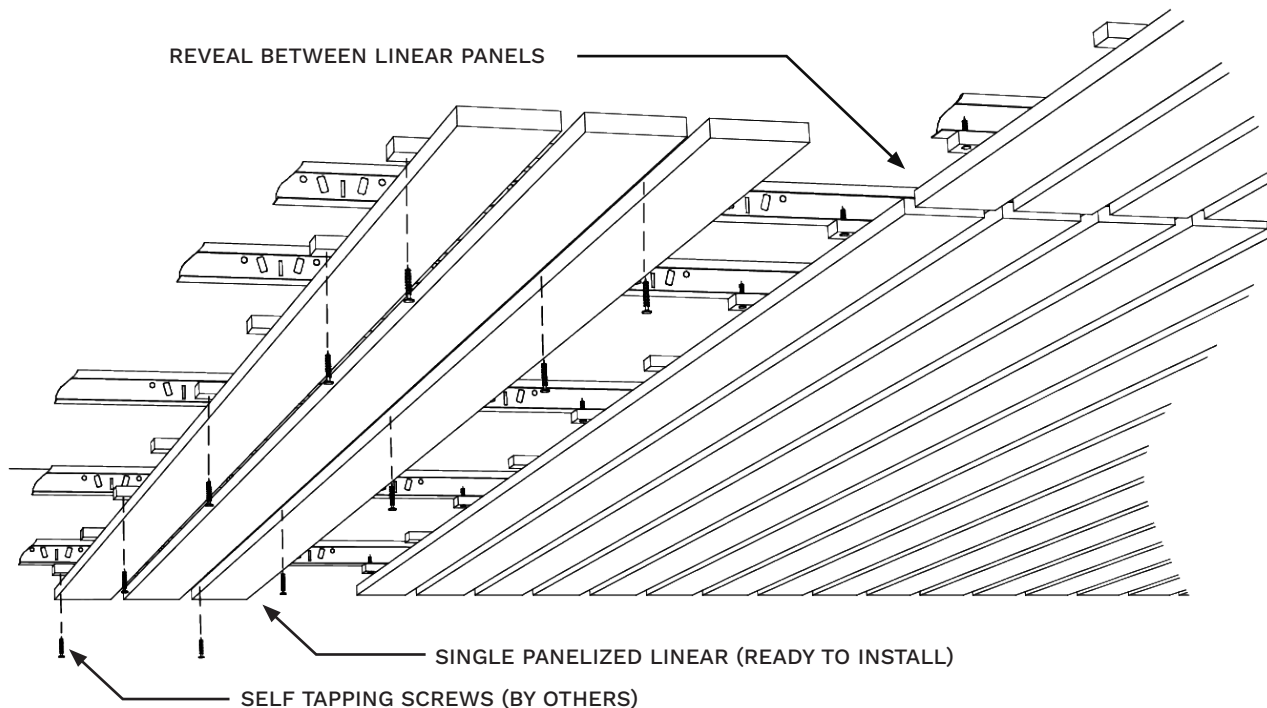 REVEAL BETWEEN LINEAR PANELS
SINGLE PANELIZED LINEAR (READY TO INSTALL)
SELF TAPPING SCREWS (BY OTHERS)